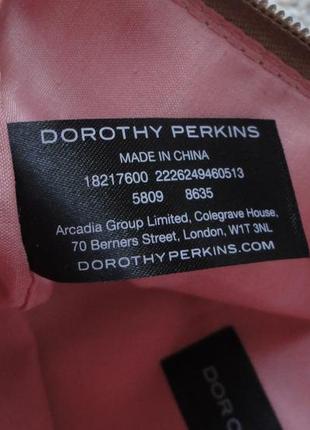 DOROTHY PERKINS
MADE IN CHINA
18217600 2226249460513
5809 8635
Arcadia Group Limited, Colegrave House,
70 Berners Street, London, W1T 3NL
DOROTHYPERKINS.COM
DORO